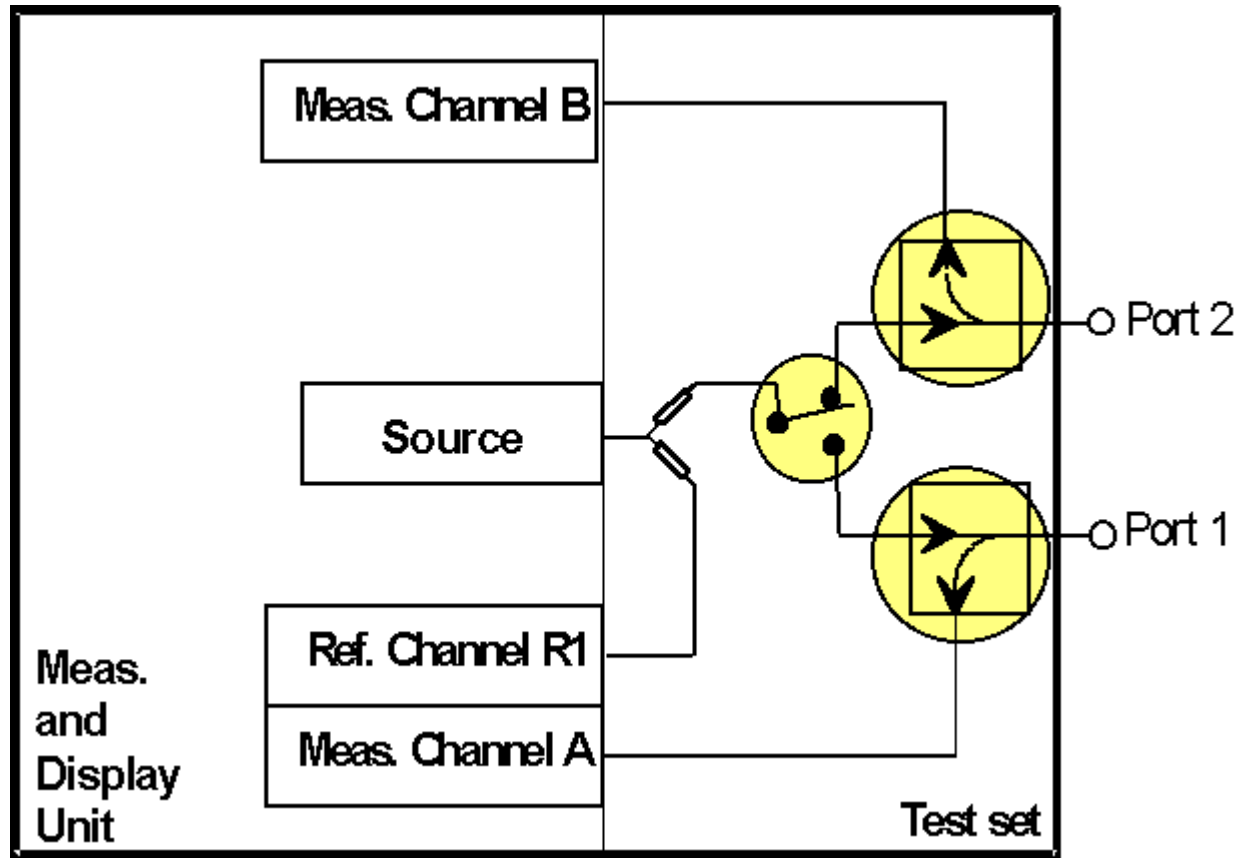 Meas. Channel B
Port 2
Source
Port 1
Ref. Channel R1
Meas. Channel A
Meas.
and
Display
Unit
Test set